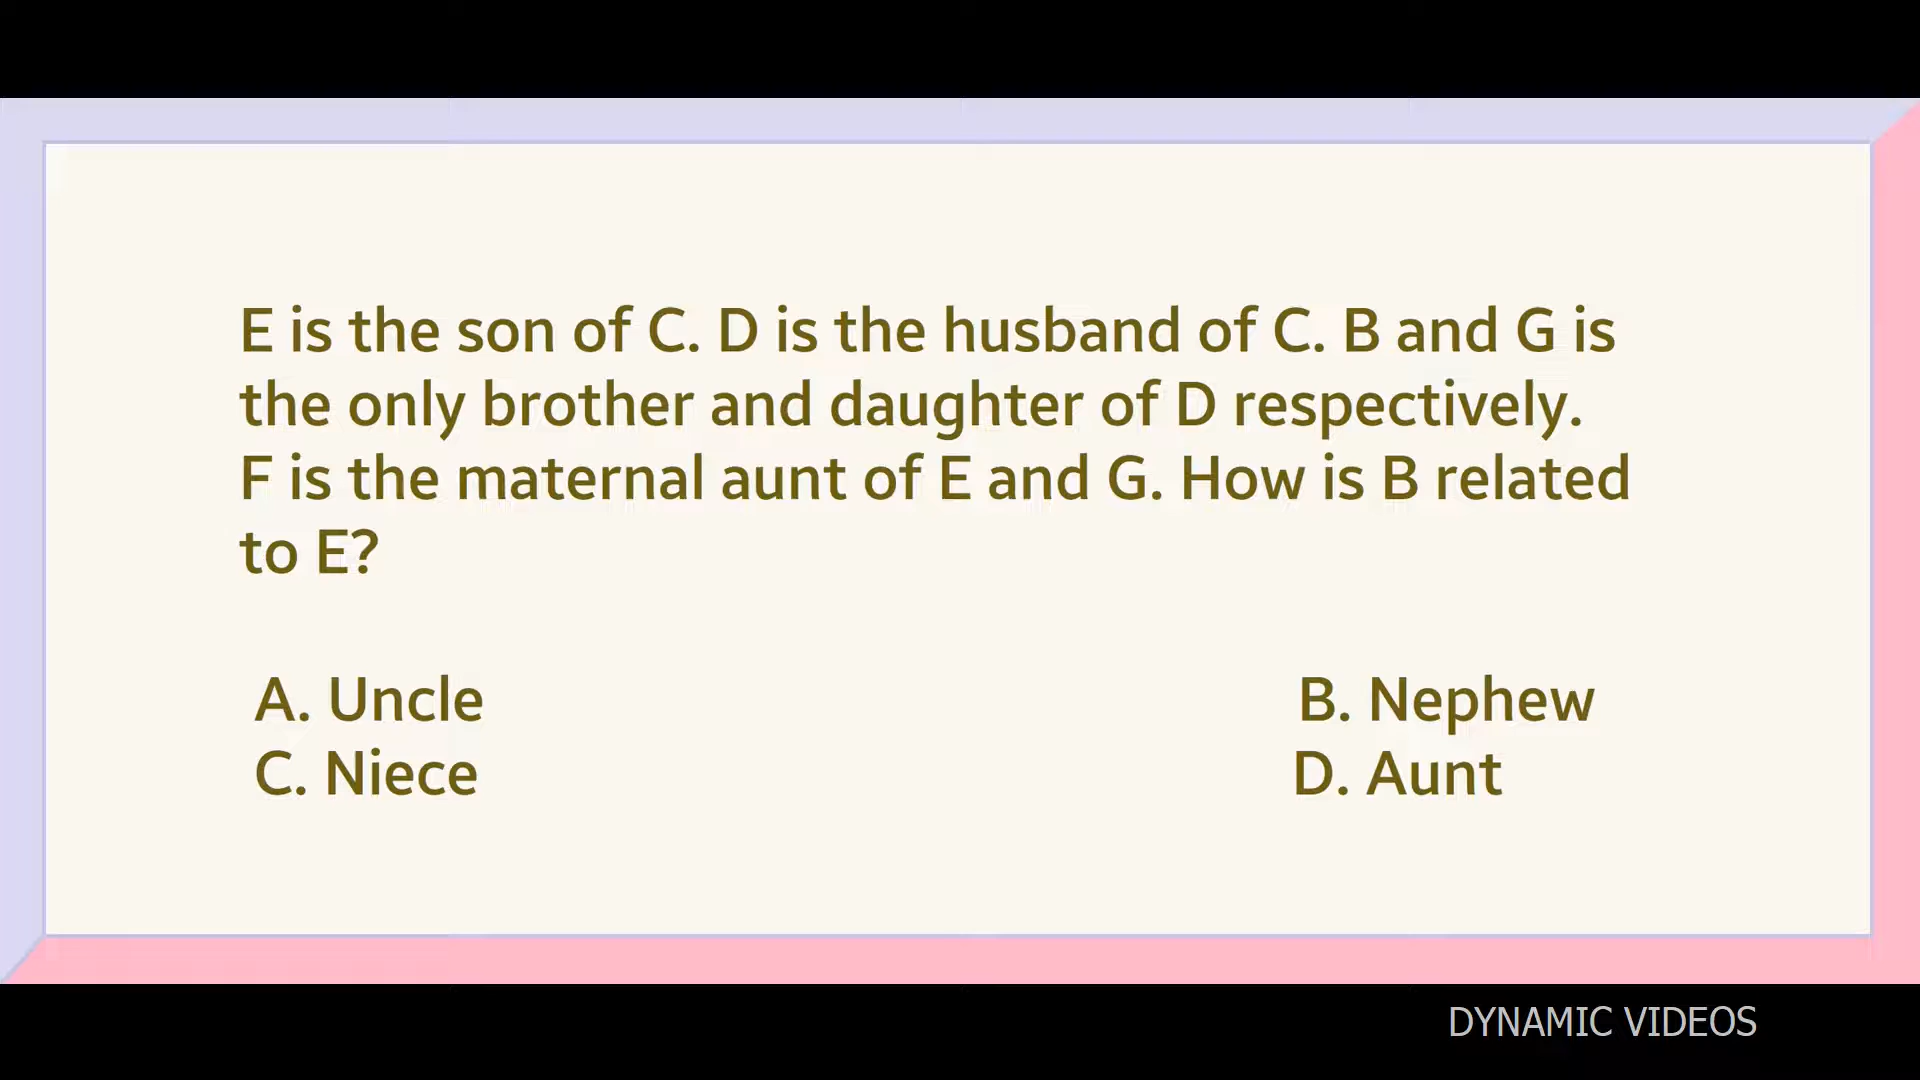 E is the son of C. D is the husband of C. B and G is
the only brother and daughter of D respectively.
F is the maternal aunt of E and G. How is B related
to E?
A. Uncle B. Nephew
C. Niece D. Aunt
DYNAMIC VIDEOS